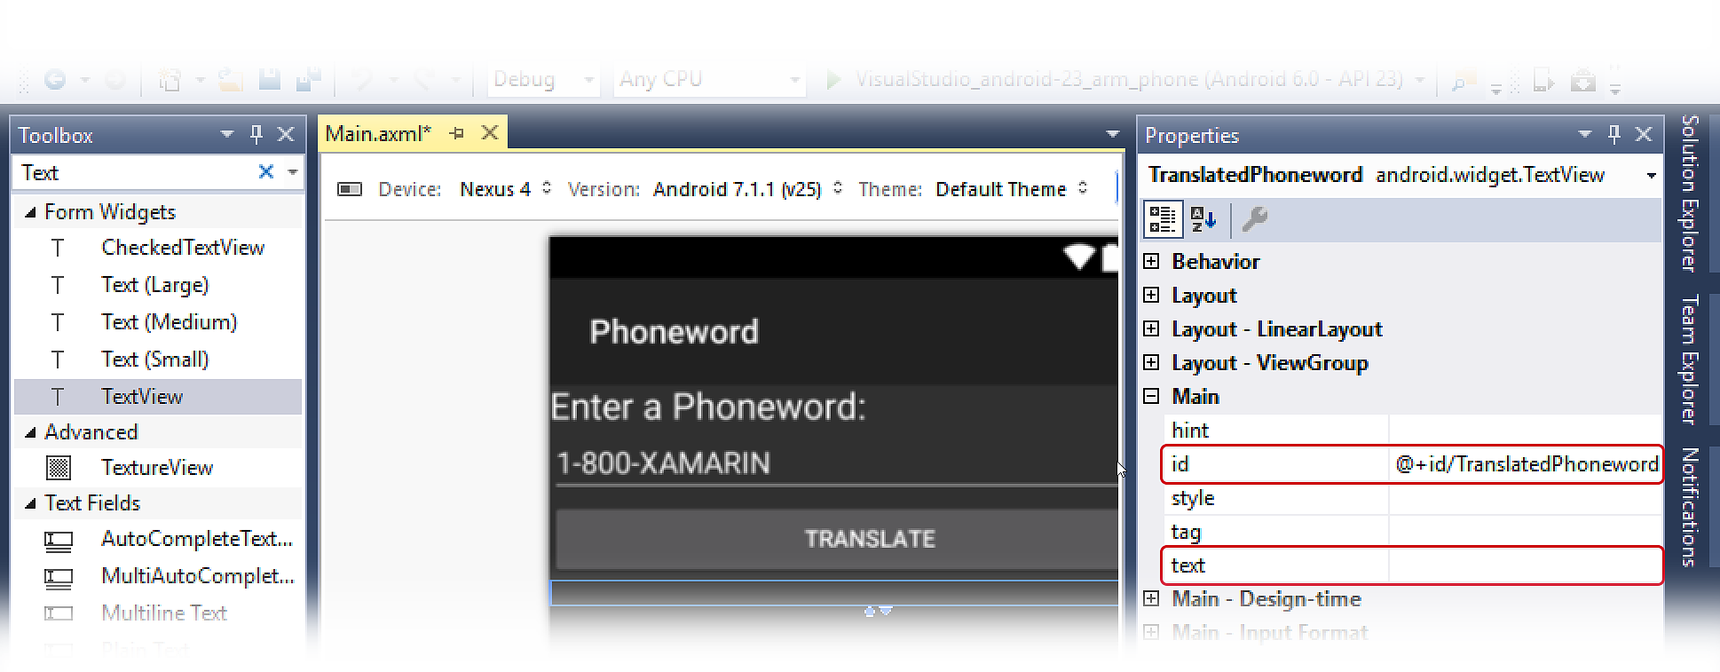 Debug
Any CPU
VisualStudio_android-23_arm_phone (Android 6.0 - API 23)
Toolbox
Text
Form Widgets
CheckedTextView
Text (Large)
Text (Medium)
Text (Small)
TextView
Advanced
TextureView
Text Fields
AutoCompleteText...
MultiAutoComplet...
Multiline Text
Plain Text
Main.axml*
Device: Nexus 4 Version: Android 7.1.1 (v25) Theme: Default Theme
Phoneword
Enter a Phoneword:
1-800-XAMARIN
TRANSLATE
Properties
TranslatedPhoneword android.widget.TextView
Behavior
Layout
Layout - LinearLayout
Layout - ViewGroup
Main
hint
id @+id/TranslatedPhoneword
style
tag
text
Main - Design-time
Main - Input Format
Solution Explorer
Team Explorer
Notifications